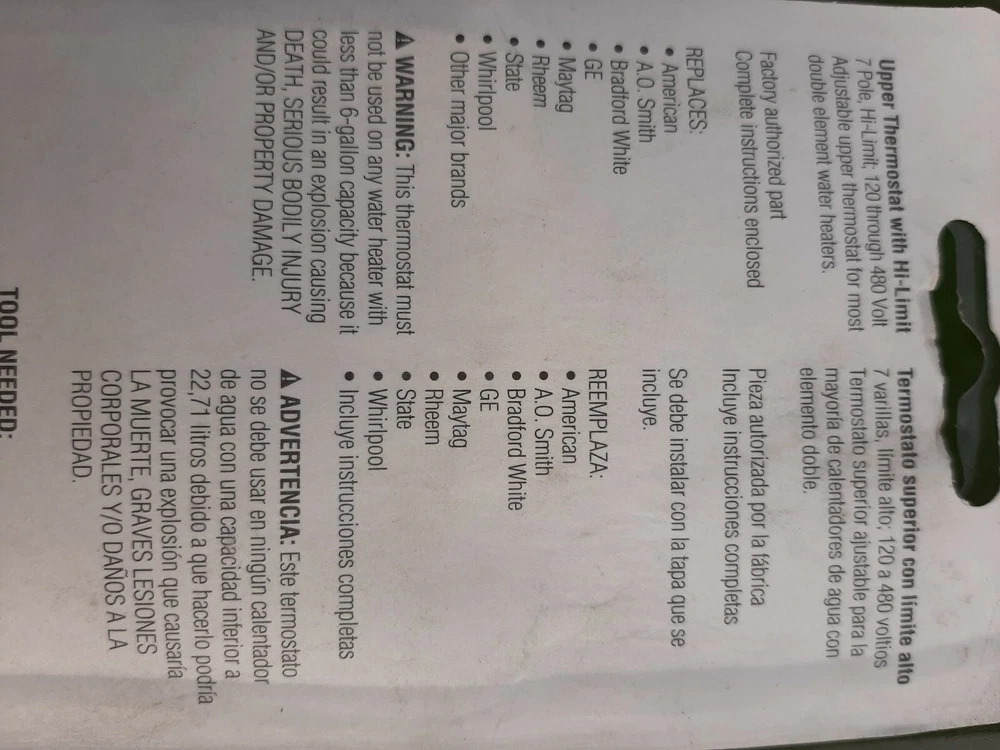 Upper Thermostat with Hi-Limit
7 Pole, Hi-Limit; 120 through 480 Volt
Adjustable upper thermostat for most
double element water heaters.
Factory authorized part
Complete instructions enclosed
REPLACES:
• American
• A.O. Smith
• Bradford White
• GE
• Maytag
• Rheem
• State
• Whirlpool
• Other major brands
⚠ WARNING: This thermostat must
not be used on any water heater with
less than 6-gallon capacity because it
could result in an explosion causing
DEATH, SERIOUS BODILY INJURY
AND/OR PROPERTY DAMAGE.
Termostato superior con límite alto
7 varillas, límite alto; 120 a 480 voltios
Termostato superior ajustable para la
mayoría de calentadores de agua con
elemento doble.
Pieza autorizada por la fábrica
Incluye instrucciones completas
Se debe instalar con la tapa que se
incluye.
REEMPLAZA:
• American
• A.O. Smith
• Bradford White
• GE
• Maytag
• Rheem
• State
• Whirlpool
• Incluye instrucciones completas
⚠ ADVERTENCIA: Este termostato
no se debe usar en ningún calentador
de agua con una capacidad inferior a
22,71 litros debido a que hacerlo podría
provocar una explosión que causaría
LA MUERTE, GRAVES LESIONES
CORPORALES Y/O DAÑOS A LA
PROPIEDAD.
TOOL NEEDED: